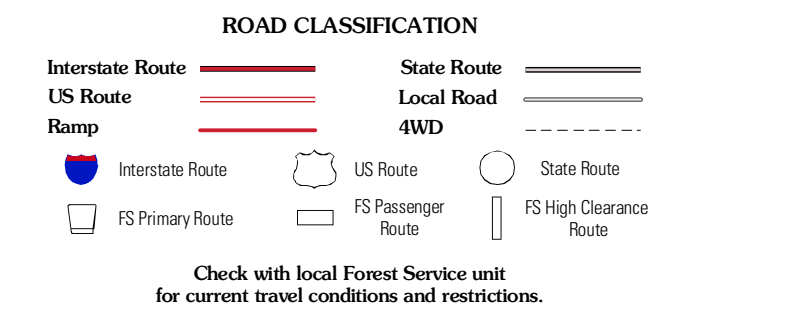 ROAD CLASSIFICATION
Interstate Route
State Route
US Route
Local Road
Ramp
4WD
Interstate Route
US Route
State Route
FS Primary Route
FS Passenger
Route
FS High Clearance
Route
Check with local Forest Service unit
for current travel conditions and restrictions.